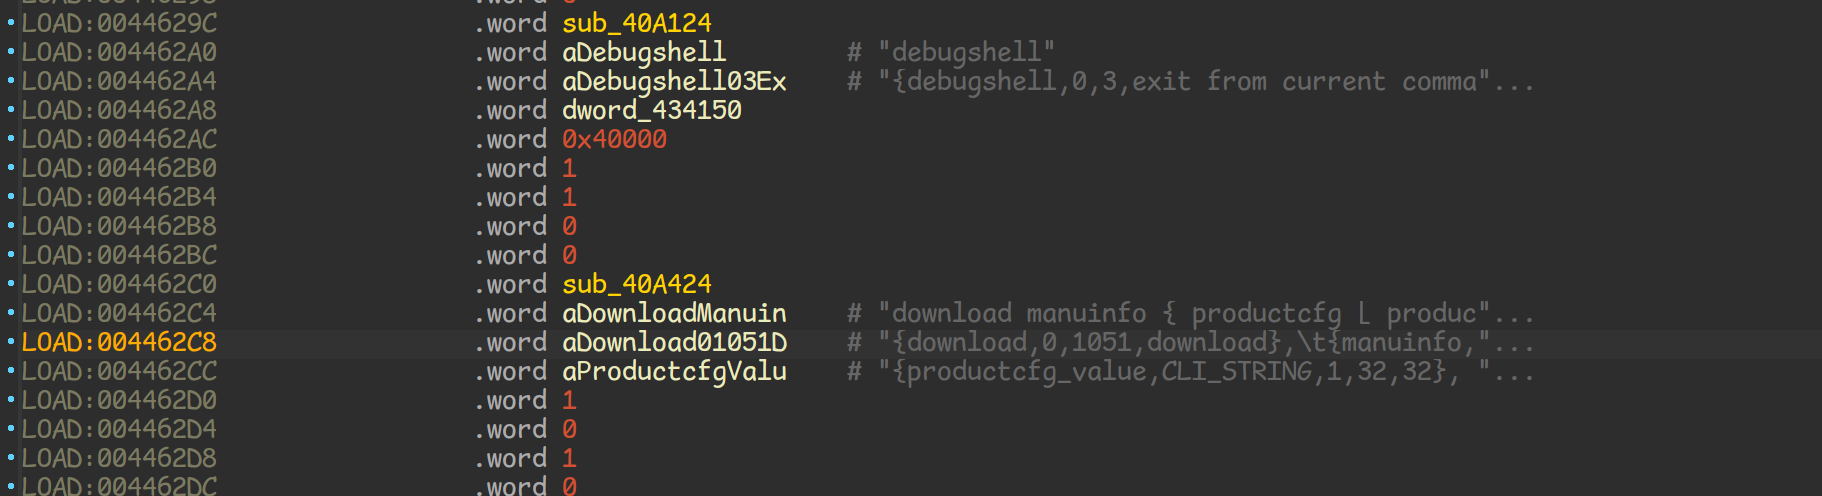 LOAD:0044629C .word sub_40A124
LOAD:004462A0 .word aDebugshell # "debugshell"
LOAD:004462A4 .word aDebugshell03Ex # "{debugshell,0,3,exit from current comma"...
LOAD:004462A8 .word dword_434150
LOAD:004462AC .word 0x40000
LOAD:004462B0 .word 1
LOAD:004462B4 .word 1
LOAD:004462B8 .word 0
LOAD:004462BC .word 0
LOAD:004462C0 .word sub_40A424
LOAD:004462C4 .word aDownloadManuin # "download manuinfo { productcfg [ produc"...
LOAD:004462C8 .word aDownload01051D # "{download,0,1051,download},\t{manuinfo,"...
LOAD:004462CC .word aProductcfgValu # "{productcfg_value,CLI_STRING,1,32,32}, "...
LOAD:004462D0 .word 1
LOAD:004462D4 .word 0
LOAD:004462D8 .word 1
LOAD:004462DC .word 0